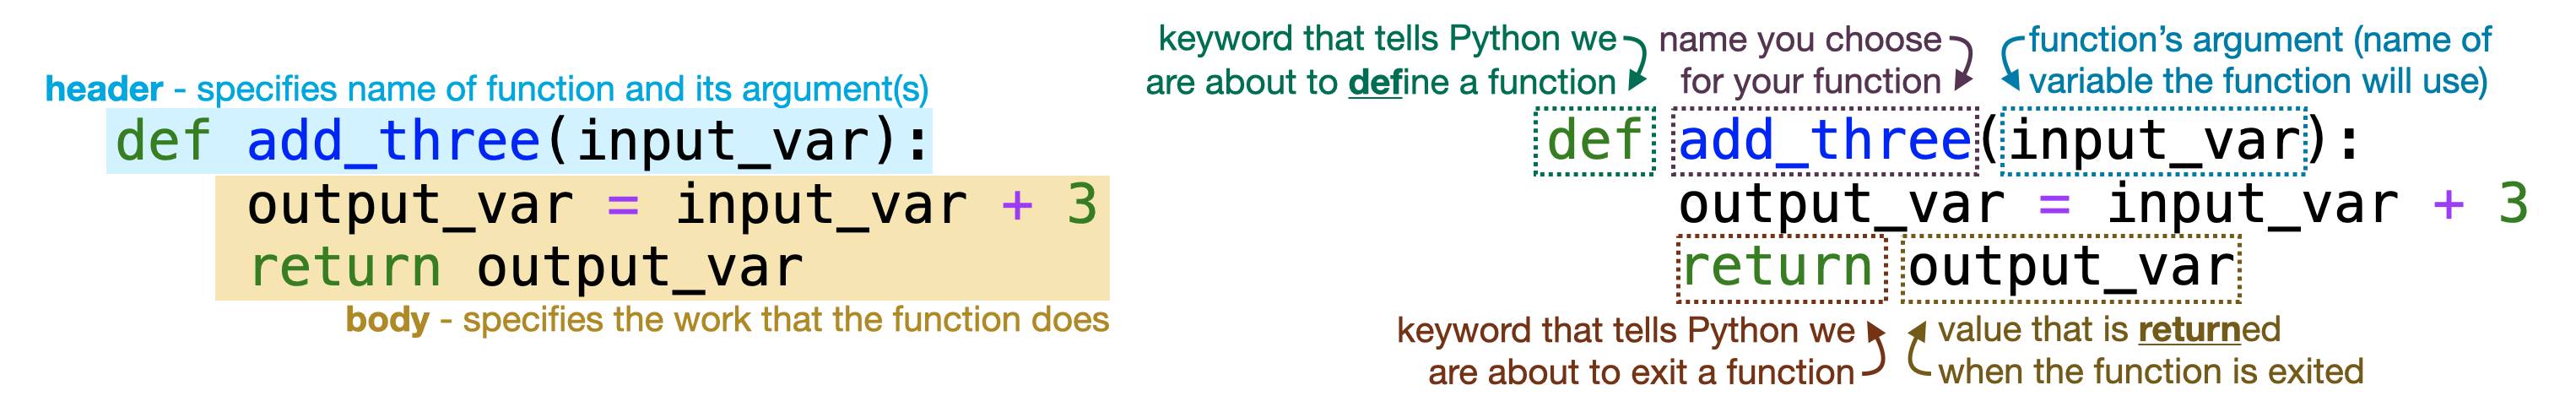 header - specifies name of function and its argument(s)
def add_three(input_var):
output_var = input_var + 3
return output_var
body - specifies the work that the function does
keyword that tells Python we
are about to define a function
name you choose
for your function
function’s argument (name of
variable the function will use)
def add_three(input_var):
output_var = input_var + 3
return output_var
keyword that tells Python we
are about to exit a function
value that is returned
when the function is exited